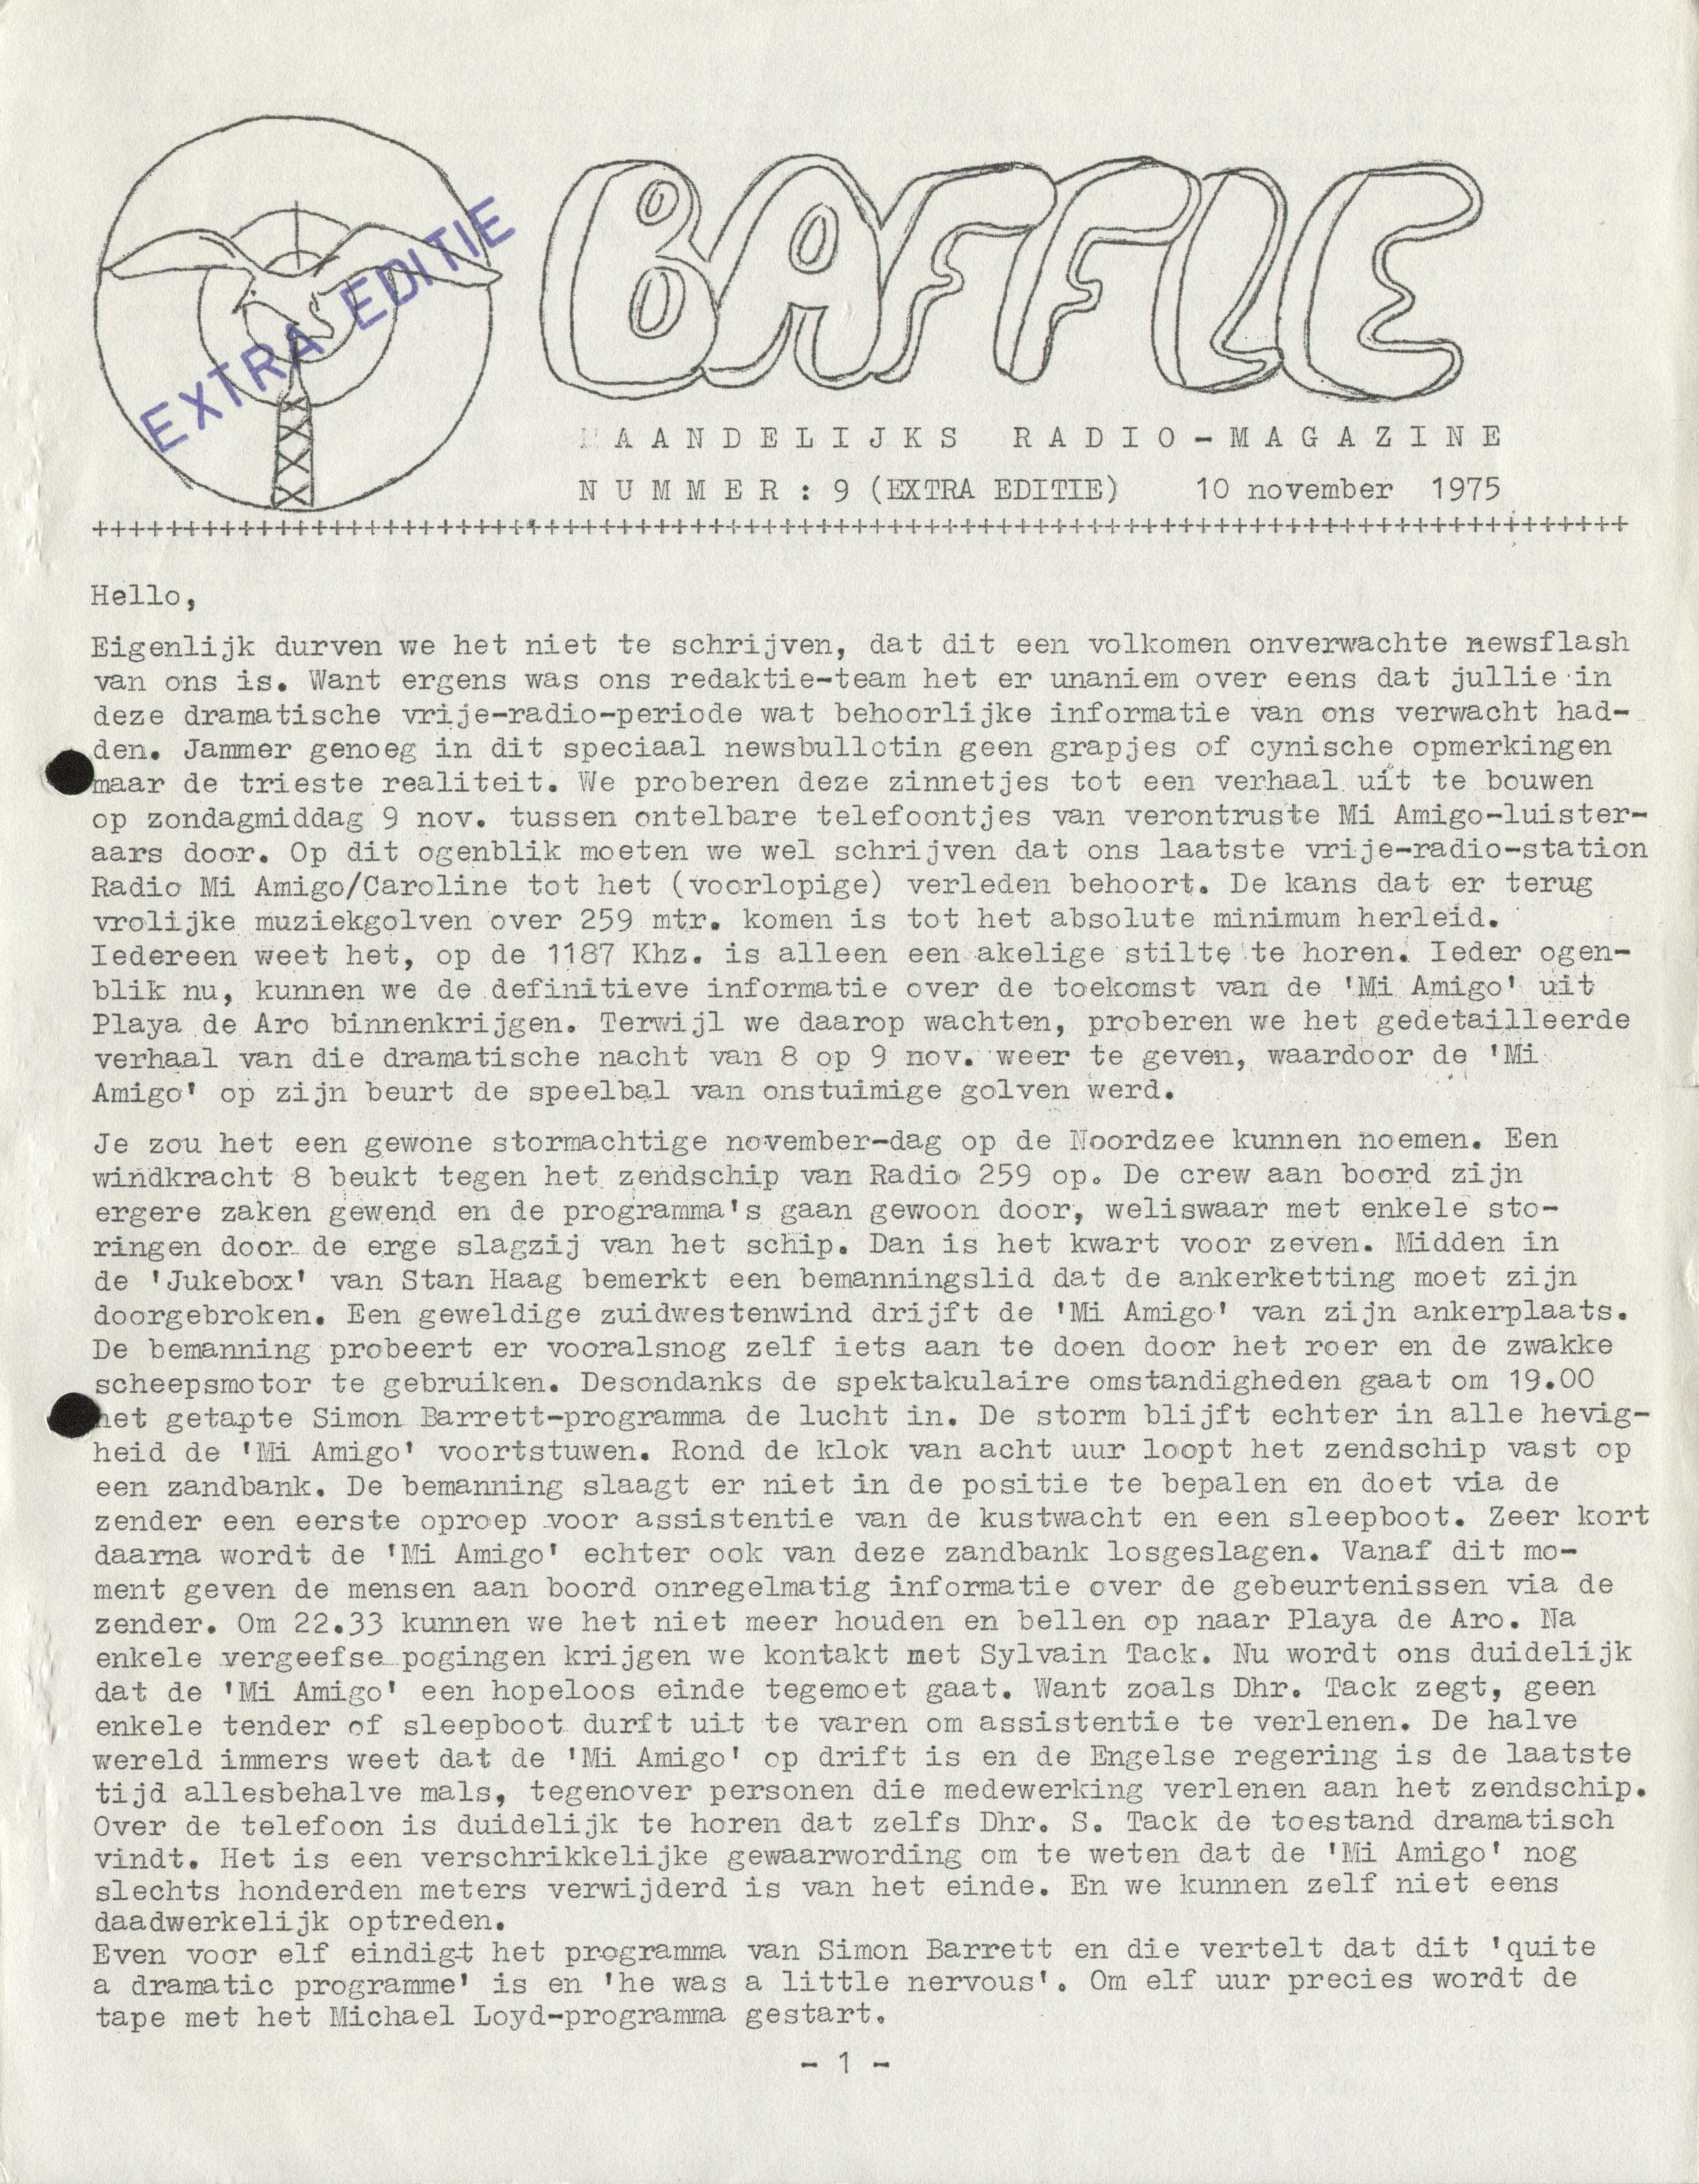 EXTRA EDITIE
BAFFLE
MAANDELIJKS RADIO-MAGAZINE
NUMMER: 9 (EXTRA EDITIE) 10 november 1975
++++++++++++++++++++++++++++++++++++++++++++++++++++++++++++++++++++++++++++++++++++
Hello,
Eigenlijk durven we het niet te schrijven, dat dit een volkomen onverwachte newsflash
van ons is. Want ergens was ons redaktie-team het er unaniem over eens dat jullie in
deze dramatische vrije-radio-periode wat behoorlijke informatie van ons verwacht had-
den. Jammer genoeg in dit speciaal newsbullotin geen grapjes of cynische opmerkingen
maar de trieste realiteit. We proberen deze zinnetjes tot een verhaal uit te bouwen
op zondagmiddag 9 nov. tussen ontelbare telefoontjes van verontruste Mi Amigo-luister-
aars door. Op dit ogenblik moeten we wel schrijven dat ons laatste vrije-radio-station
Radio Mi Amigo/Caroline tot het (voorlopige) verleden behoort. De kans dat er terug
vrolijke muziekgolven over 259 mtr. komen is tot het absolute minimum herleid.
Iedereen weet het, op de 1187 Khz. is alleen een akelige stilte te horen. Ieder ogen-
blik nu, kunnen we de definitieve informatie over de toekomst van de 'Mi Amigo' uit
Playa de Aro binnenkrijgen. Terwijl we daarop wachten, proberen we het gedetailleerde
verhaal van die dramatische nacht van 8 op 9 nov. weer te geven, waardoor de 'Mi
Amigo' op zijn beurt de speelbal van onstuimige golven werd.
Je zou het een gewone stormachtige november-dag op de Noordzee kunnen noemen. Een
windkracht 8 beukt tegen het zendschip van Radio 259 op. De crew aan boord zijn
ergere zaken gewend en de programma's gaan gewoon door, weliswaar met enkele sto-
ringen door de erge slagzij van het schip. Dan is het kwart voor zeven. Midden in
de 'Jukebox' van Stan Haag bemerkt een bemanningslid dat de ankerketting moet zijn
doorgebroken. Een geweldige zuidwestenwind drijft de 'Mi Amigo' van zijn ankerplaats.
De bemanning probeert er vooralsnog zelf iets aan te doen door het roer en de zwakke
scheepsmotor te gebruiken. Desondanks de spektakulaire omstandigheden gaat om 19.00
het getapte Simon Barrett-programma de lucht in. De storm blijft echter in alle hevig-
heid de 'Mi Amigo' voortstuwen. Rond de klok van acht uur loopt het zendschip vast op
een zandbank. De bemanning slaagt er niet in de positie te bepalen en doet via de
zender een eerste oproep voor assistentie van de kustwacht en een sleepboot. Zeer kort
daarna wordt de 'Mi Amigo' echter ook van deze zandbank losgeslagen. Vanaf dit mo-
ment geven de mensen aan boord onregelmatig informatie over de gebeurtenissen via de
zender. Om 22.33 kunnen we het niet meer houden en bellen op naar Playa de Aro. Na
enkele vergeefse pogingen krijgen we kontakt met Sylvain Tack. Nu wordt ons duidelijk
dat de 'Mi Amigo' een hopeloos einde tegemoet gaat. Want zoals Dhr. Tack zegt, geen
enkele tender of sleepboot durft uit te varen om assistentie te verlenen. De halve
wereld immers weet dat de 'Mi Amigo' op drift is en de Engelse regering is de laatste
tijd allesbehalve mals, tegenover personen die medewerking verlenen aan het zendschip.
Over de telefoon is duidelijk te horen dat zelfs Dhr. S. Tack de toestand dramatisch
vindt. Het is een verschrikkelijke gewaarwording om te weten dat de 'Mi Amigo' nog
slechts honderden meters verwijderd is van het einde. En we kunnen zelf niet eens
daadwerkelijk optreden.
Even voor elf eindigt het programma van Simon Barrett en die vertelt dat dit 'quite
a dramatic programme' is en 'he was a little nervous'. Om elf uur precies wordt de
tape met het Michael Loyd-programma gestart.
- 1 -